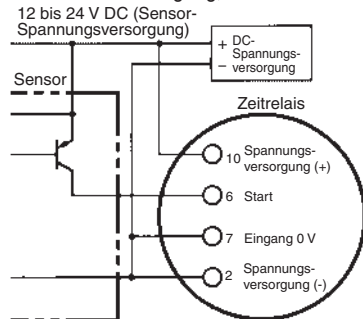 12 bis 24 V DC (Sensor-
Spannungsversorgung)
+ DC-
Spannungs-
− versorgung
Sensor
Zeitrelais
10 Spannungs-
versorgung (+)
6 Start
7 Eingang 0 V
2 Spannungs-
versorgung (-)